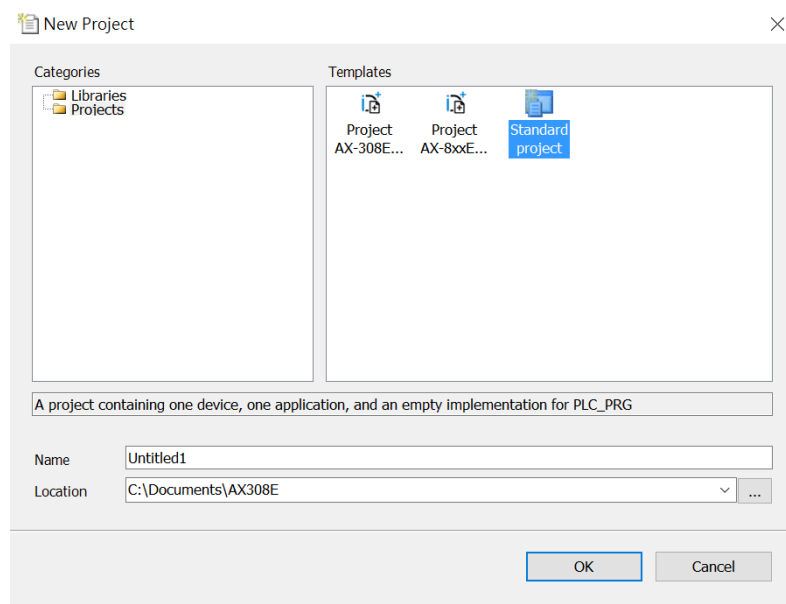 New Project
Categories
Templates
Libraries
Projects
Project
AX-308E...
Project
AX-8xxE...
Standard
project
A project containing one device, one application, and an empty implementation for PLC_PRG
Name
Untitled1
Location
C:\Documents\AX308E
...
OK
Cancel